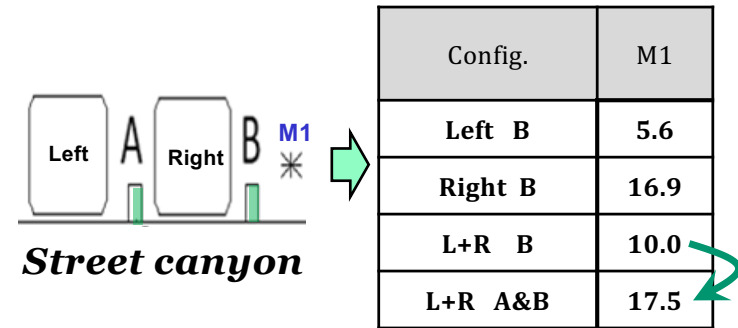 Left A Right B M1
Street canyon
Config. M1
Left B 5.6
Right B 16.9
L+R B 10.0
L+R A&B 17.5